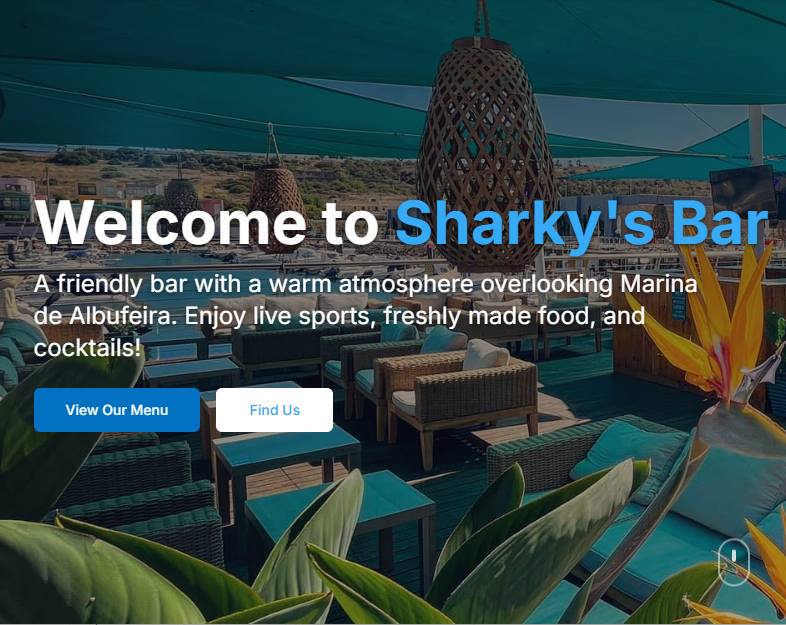 Welcome to Sharky's Bar
A friendly bar with a warm atmosphere overlooking Marina
de Albufeira. Enjoy live sports, freshly made food, and
cocktails!
View Our Menu
Find Us